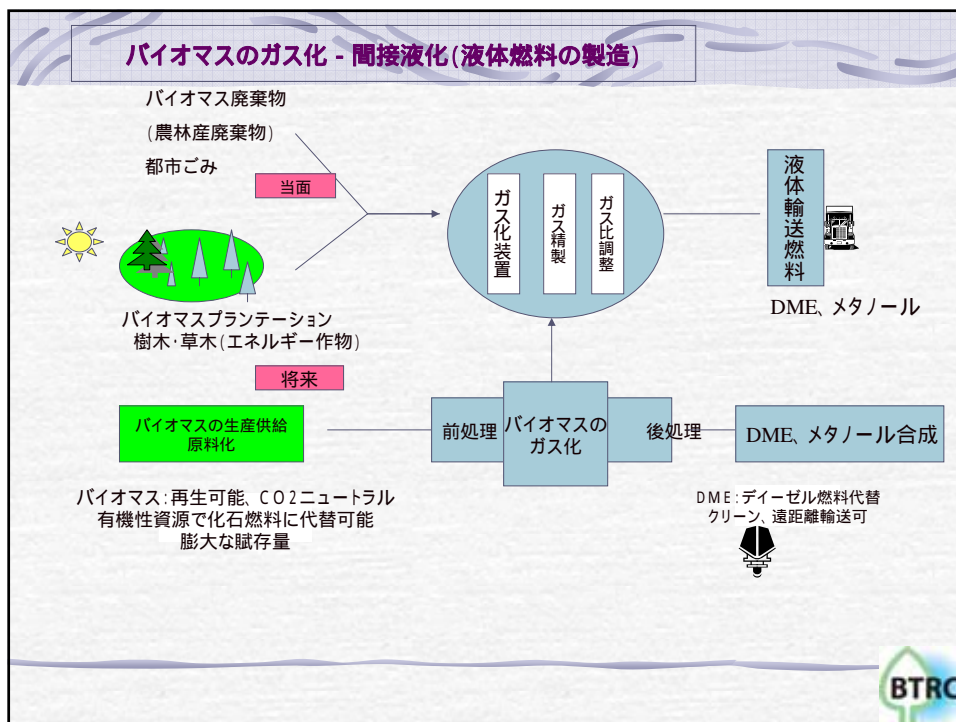 バイオマスのガス化 - 間接液化(液体燃料の製造)
バイオマス廃棄物
(農林産廃棄物)
都市ごみ
当面
バイオマスプランテーション
樹木・草木(エネルギー作物)
将来
ガス化装置
ガス精製
ガス比調整
液体輸送燃料
DME、メタノール
バイオマスの生産供給
原料化
前処理
バイオマスの
ガス化
後処理
DME、メタノール合成
バイオマス:再生可能、CO2ニュートラル
有機性資源で化石燃料に代替可能
膨大な賦存量
DME:デイーゼル燃料代替
クリーン、遠距離輸送可
BTRC